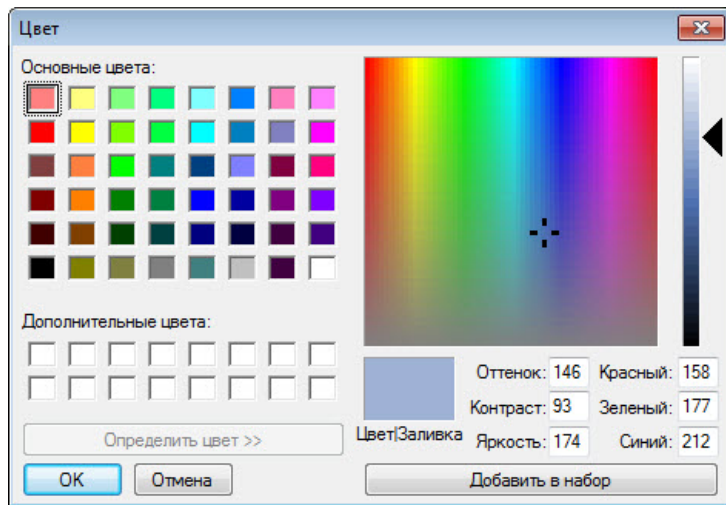 Цвет
Основные цвета:
Дополнительные цвета:
Определить цвет >>
OK
Отмена
Цвет|Заливка
Оттенок: 146
Контраст: 93
Яркость: 174
Красный: 158
Зеленый: 177
Синий: 212
Добавить в набор